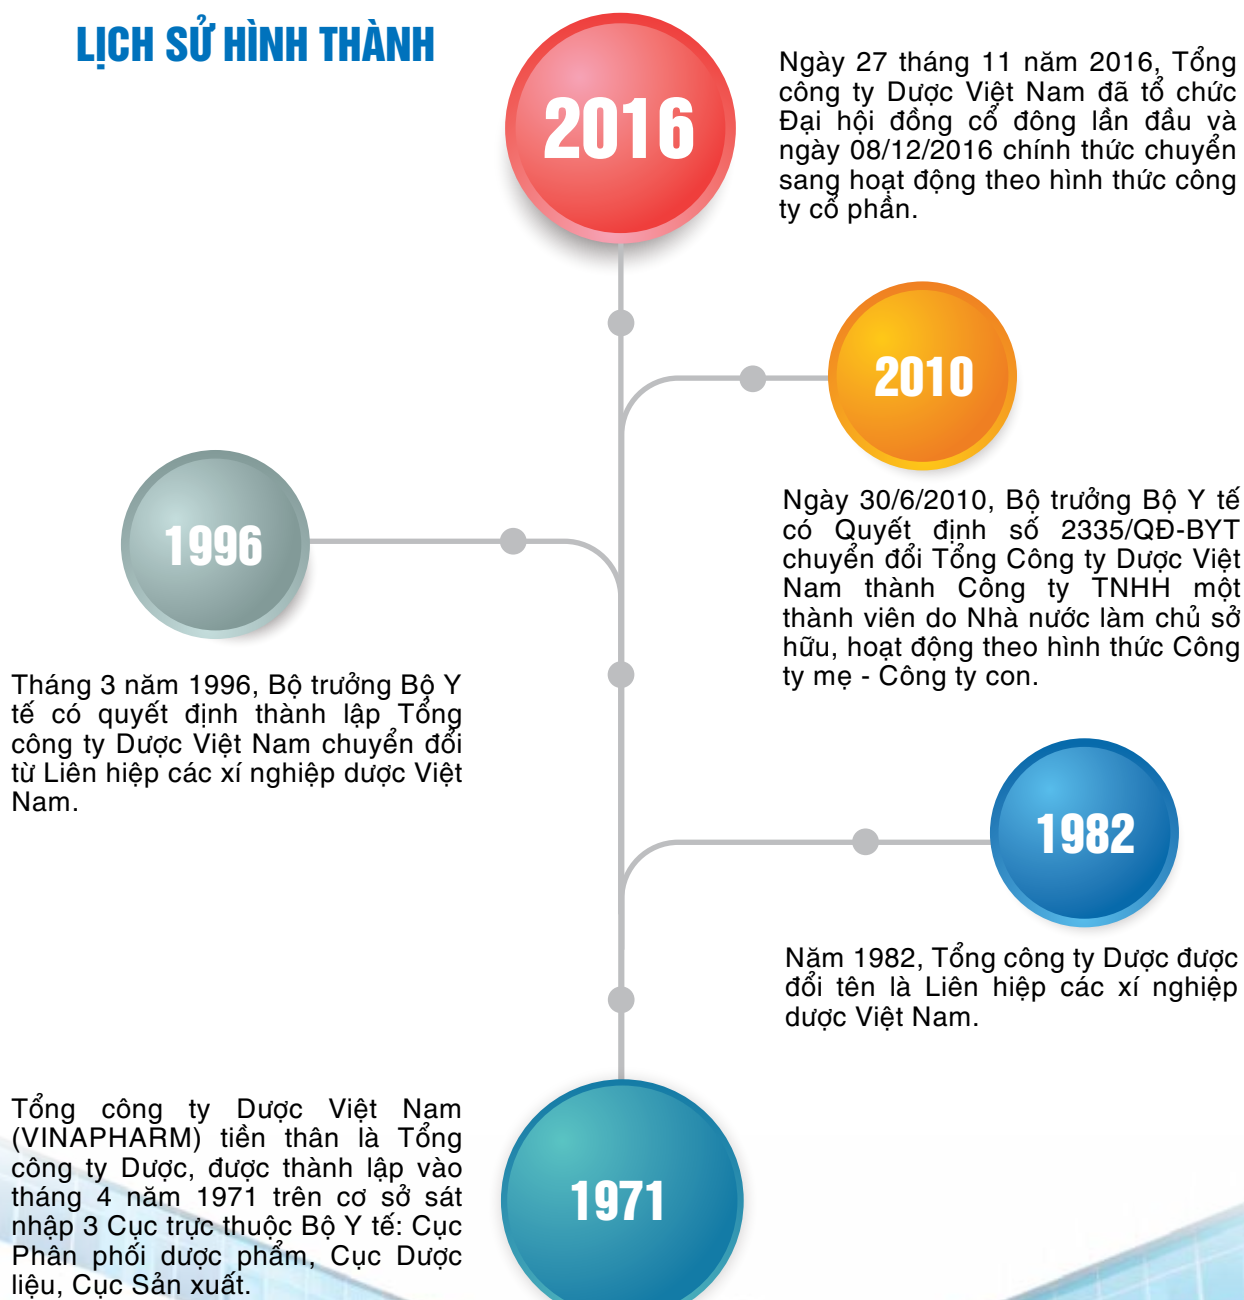 LỊCH SỬ HÌNH THÀNH
2016
Ngày 27 tháng 11 năm 2016, Tổng
công ty Dược Việt Nam đã tổ chức
Đại hội đồng cổ đông lần đầu và
ngày 08/12/2016 chính thức chuyển
sang hoạt động theo hình thức công
ty cổ phần.
2010
Ngày 30/6/2010, Bộ trưởng Bộ Y tế
có Quyết định số 2335/QĐ-BYT
chuyển đổi Tổng Công ty Dược Việt
Nam thành Công ty TNHH một
thành viên do Nhà nước làm chủ sở
hữu, hoạt động theo hình thức Công
ty mẹ - Công ty con.
1996
Tháng 3 năm 1996, Bộ trưởng Bộ Y
tế có quyết định thành lập Tổng
công ty Dược Việt Nam chuyển đổi
từ Liên hiệp các xí nghiệp dược Việt
Nam.
1982
Năm 1982, Tổng công ty Dược được
đổi tên là Liên hiệp các xí nghiệp
dược Việt Nam.
Tổng công ty Dược Việt Nam
(VINAPHARM) tiền thân là Tổng
công ty Dược, được thành lập vào
tháng 4 năm 1971 trên cơ sở sát
nhập 3 Cục trực thuộc Bộ Y tế: Cục
Phân phối dược phẩm, Cục Dược
liệu, Cục Sản xuất.
1971